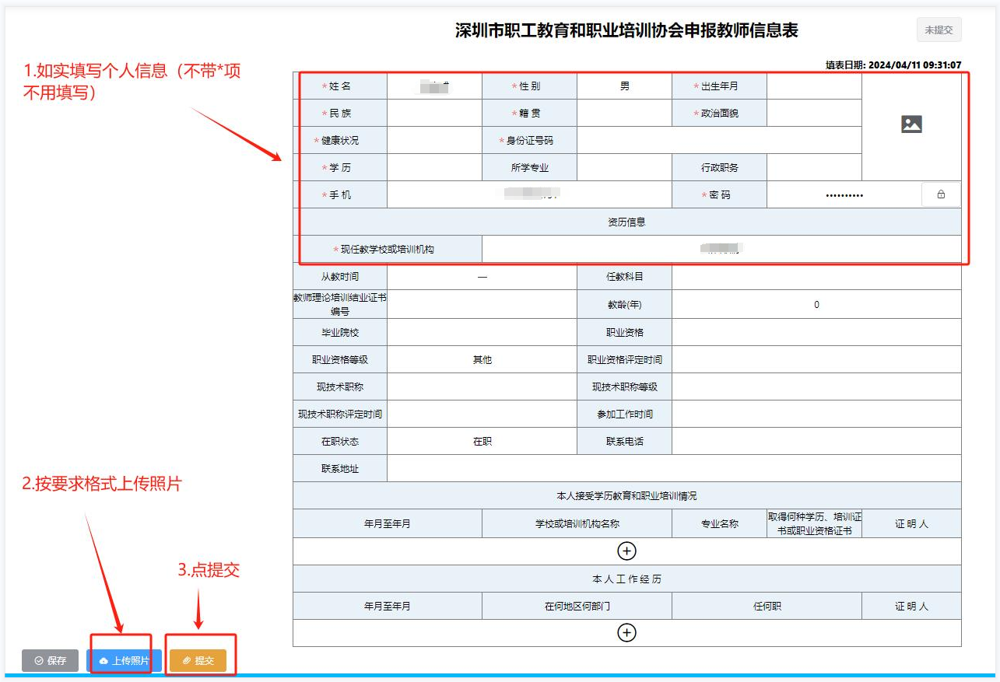 深圳市职工教育和职业培训协会申报教师信息表
未提交
填表日期: 2024/04/11 09:31:07
1.如实填写个人信息（不带*项
不用填写）
*姓 名
*性 别
男
*出生年月
*民 族
*籍 贯
*政治面貌
*健康状况
*身份证号码
*学 历
所学专业
行政职务
*手 机
*密 码
••••••••••
资历信息
*现任教学校或培训机构
从教时间
—
任教科目
教师理论培训结业证书
编号
教龄(年)
0
毕业院校
职业资格
职业资格等级
其他
职业资格评定时间
现技术职称
现技术职称等级
现技术职称评定时间
参加工作时间
在职状态
在职
联系电话
联系地址
2.按要求格式上传照片
本人接受学历教育和职业培训情况
年月至年月
学校或培训机构名称
专业名称
取得何种学历、培训证
书或职业资格证书
证 明 人
3.点提交
本 人 工 作 经 历
年月至年月
在何地区何部门
任何职
证 明 人
保存
上传照片
提交